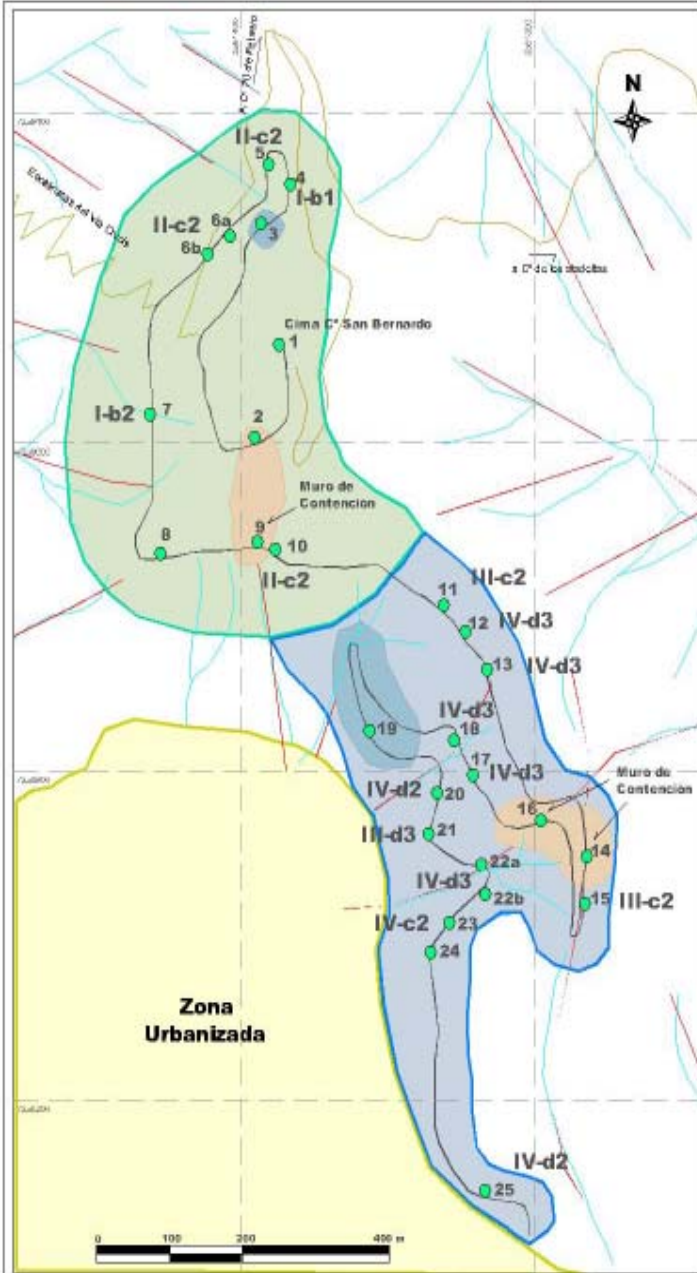 N
II-c2
5
4
I-b1
II-c2
6a
3
6b
Cima C° San Bernardo
1
I-b2
7
2
Muro de
Contención
8
9
10
II-c2
11
III-c2
12
IV-d3
13
IV-d3
IV-d3
18
19
17
IV-d3
Muro de
Contención
IV-d2
20
16
III-d3
21
14
22a
IV-d3
22b
15
III-c2
IV-c2
23
24
Zona
Urbanizada
IV-d2
25
0 100 200 400 m